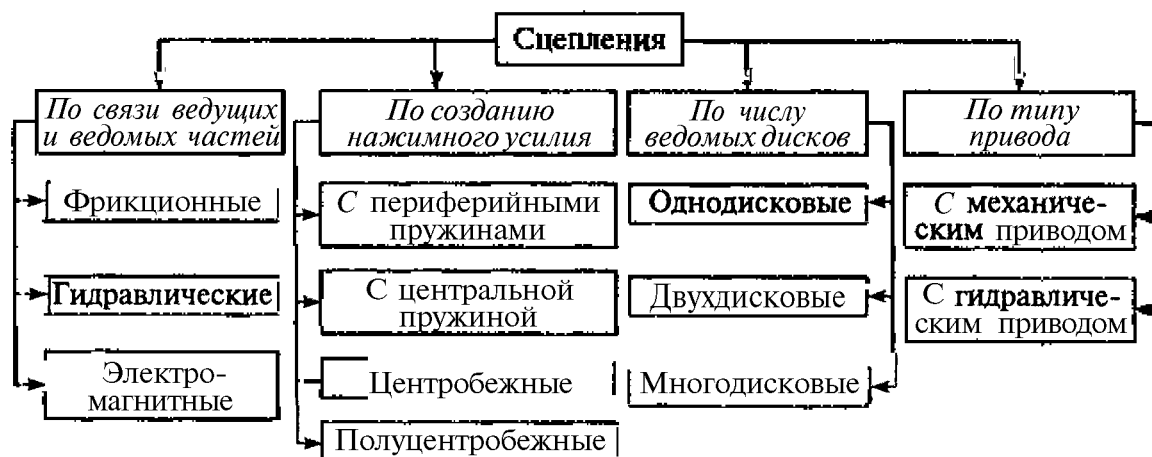 Сцепления
По связи ведущих
и ведомых частей
Фрикционные
Гидравлические
Электро-
магнитные
По созданию
нажимного усилия
С периферийными
пружинами
С центральной
пружиной
Центробежные
Полуцентробежные
По числу
ведомых дисков
Однодисковые
Двухдисковые
Многодисковые
По типу
привода
С механиче-
ским приводом
С гидравличе-
ским приводом